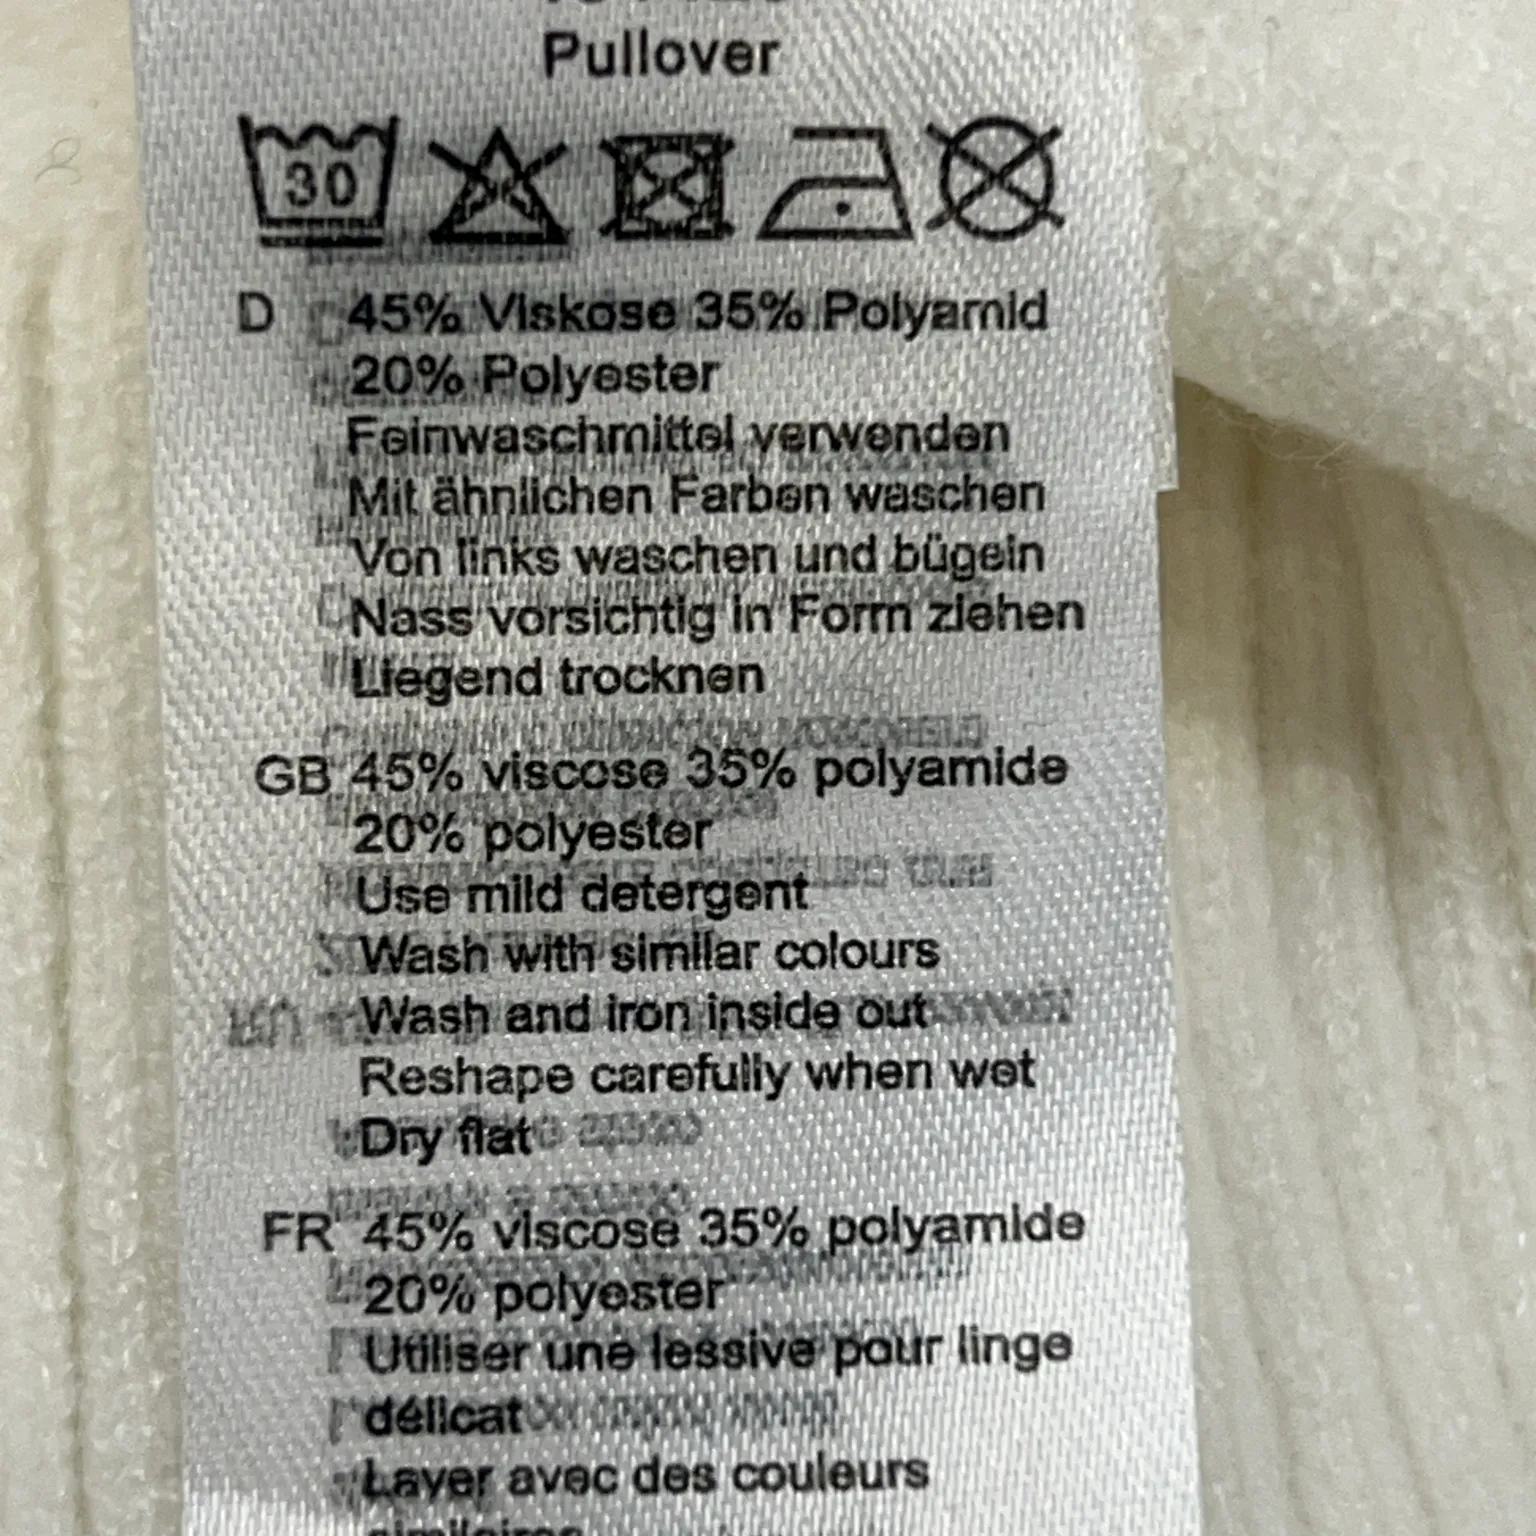 Pullover
30
D 45% Viskose 35% Polyamid
20% Polyester
Feinwaschmittel verwenden
Mit ähnlichen Farben waschen
Von links waschen und bügeln
Nass vorsichtig in Form ziehen
Liegend trocknen
GB 45% viscose 35% polyamide
20% polyester
Use mild detergent
Wash with similar colours
Wash and iron inside out
Reshape carefully when wet
Dry flat
FR 45% viscose 35% polyamide
20% polyester
Utiliser une lessive pour linge
délicat
Laver avec des couleurs
similaires